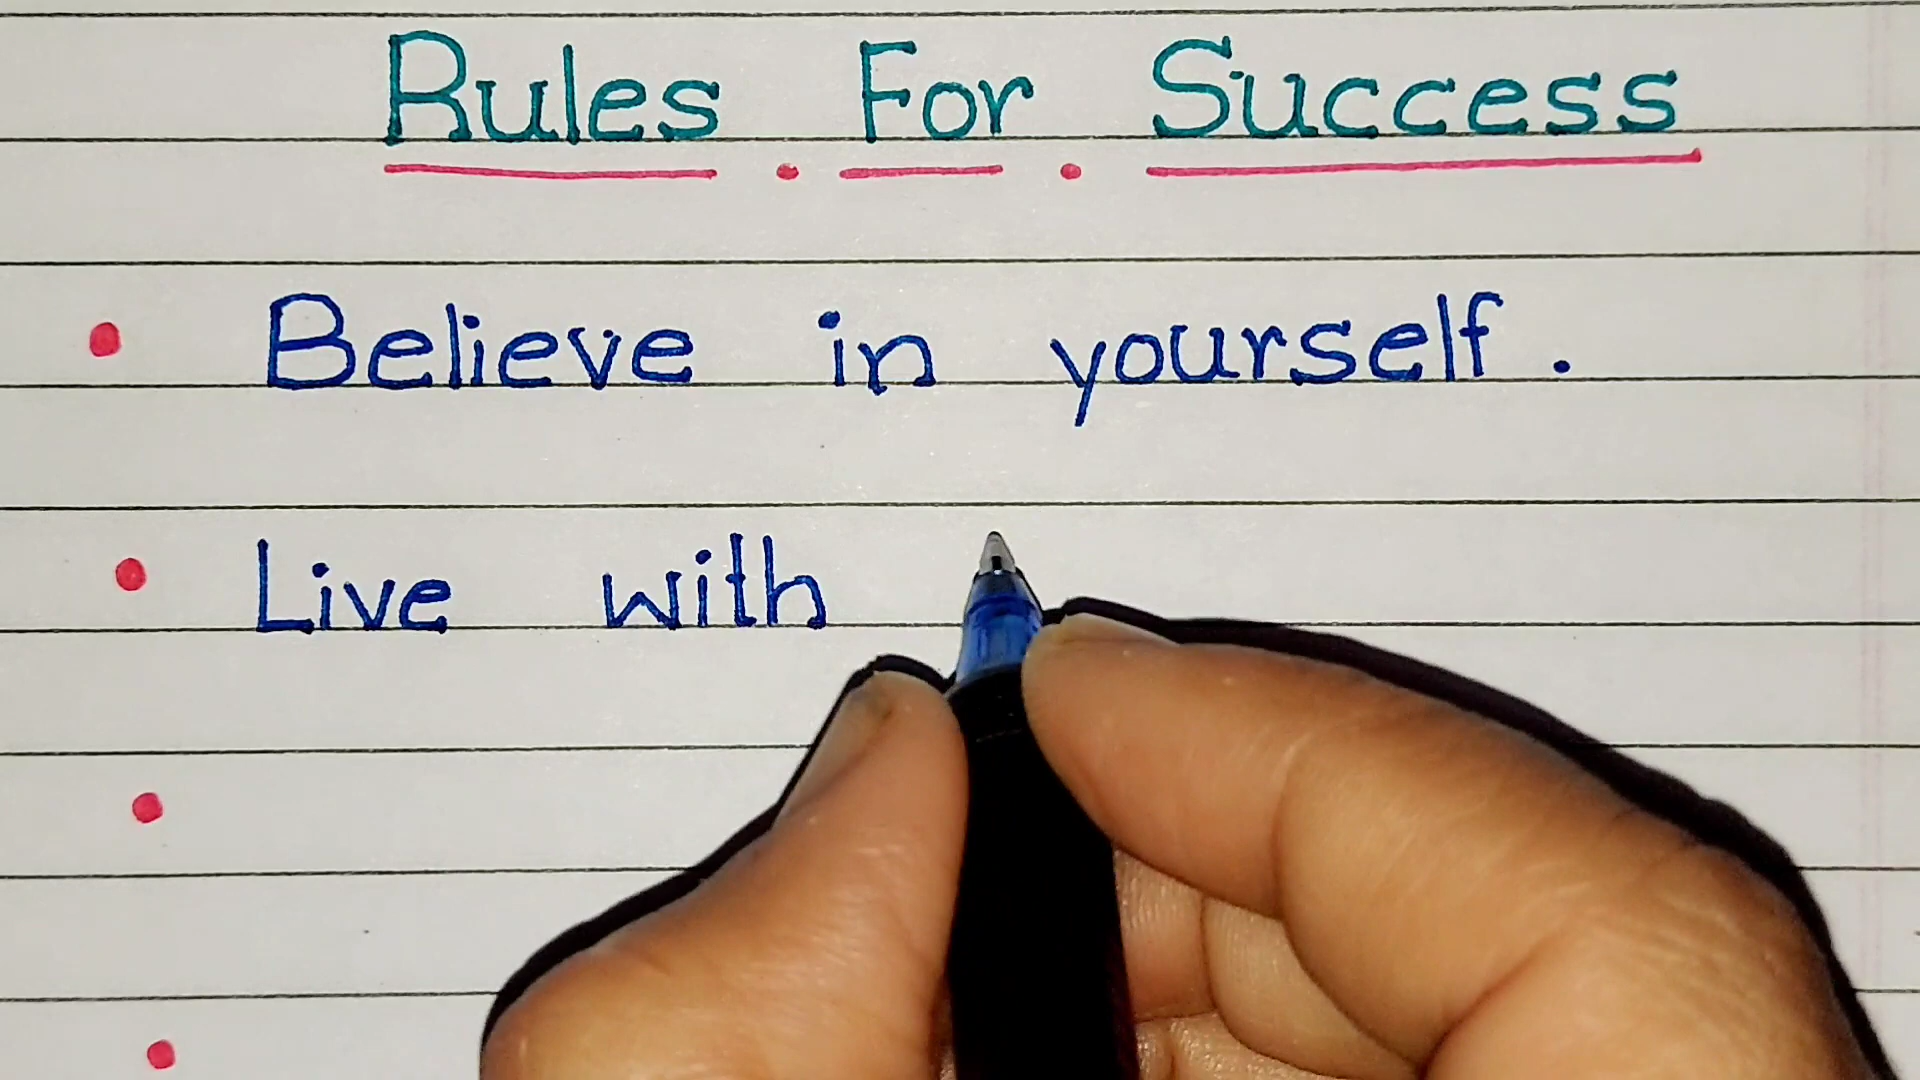 Rules For Success
• Believe in yourself.
• Live with
•
•